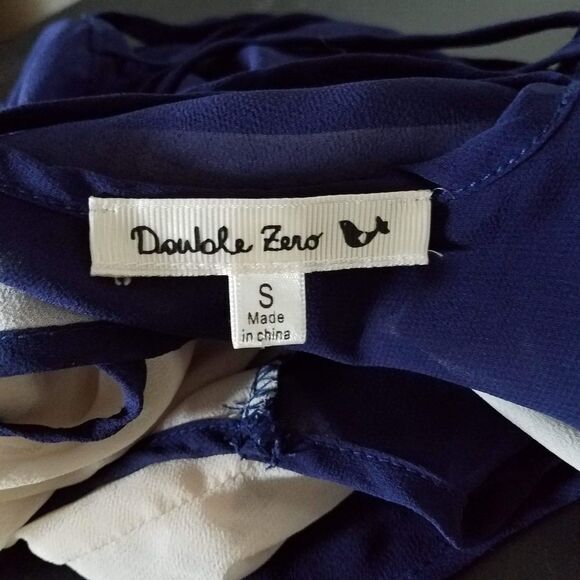 Double Zero
S
Made
in china